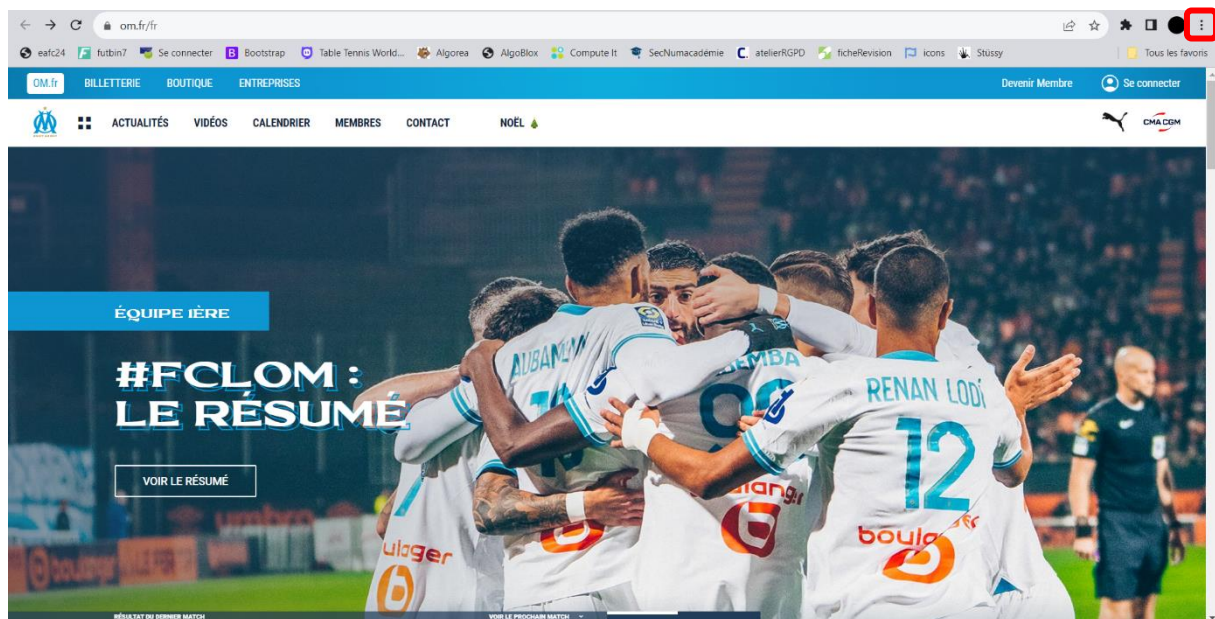 om.fr/fr
eafc24 futbin7 Se connecter Bootstrap Table Tennis World... Algorea AlgoBlox Compute It SecNumacadémie atelierRGPD ficheRevision icons Stüssy Tous les favoris
OM.fr BILLETTERIE BOUTIQUE ENTREPRISES Devenir Membre Se connecter
ACTUALITÉS VIDÉOS CALENDRIER MEMBRES CONTACT NOËL CMA CGM
ÉQUIPE 1ÈRE
#FCLOM :
LE RÉSUMÉ
VOIR LE RÉSUMÉ
RENAN LODI
12
boulanger
umbro
RÉSULTAT DU DERNIER MATCH VOIR LE PROCHAIN MATCH